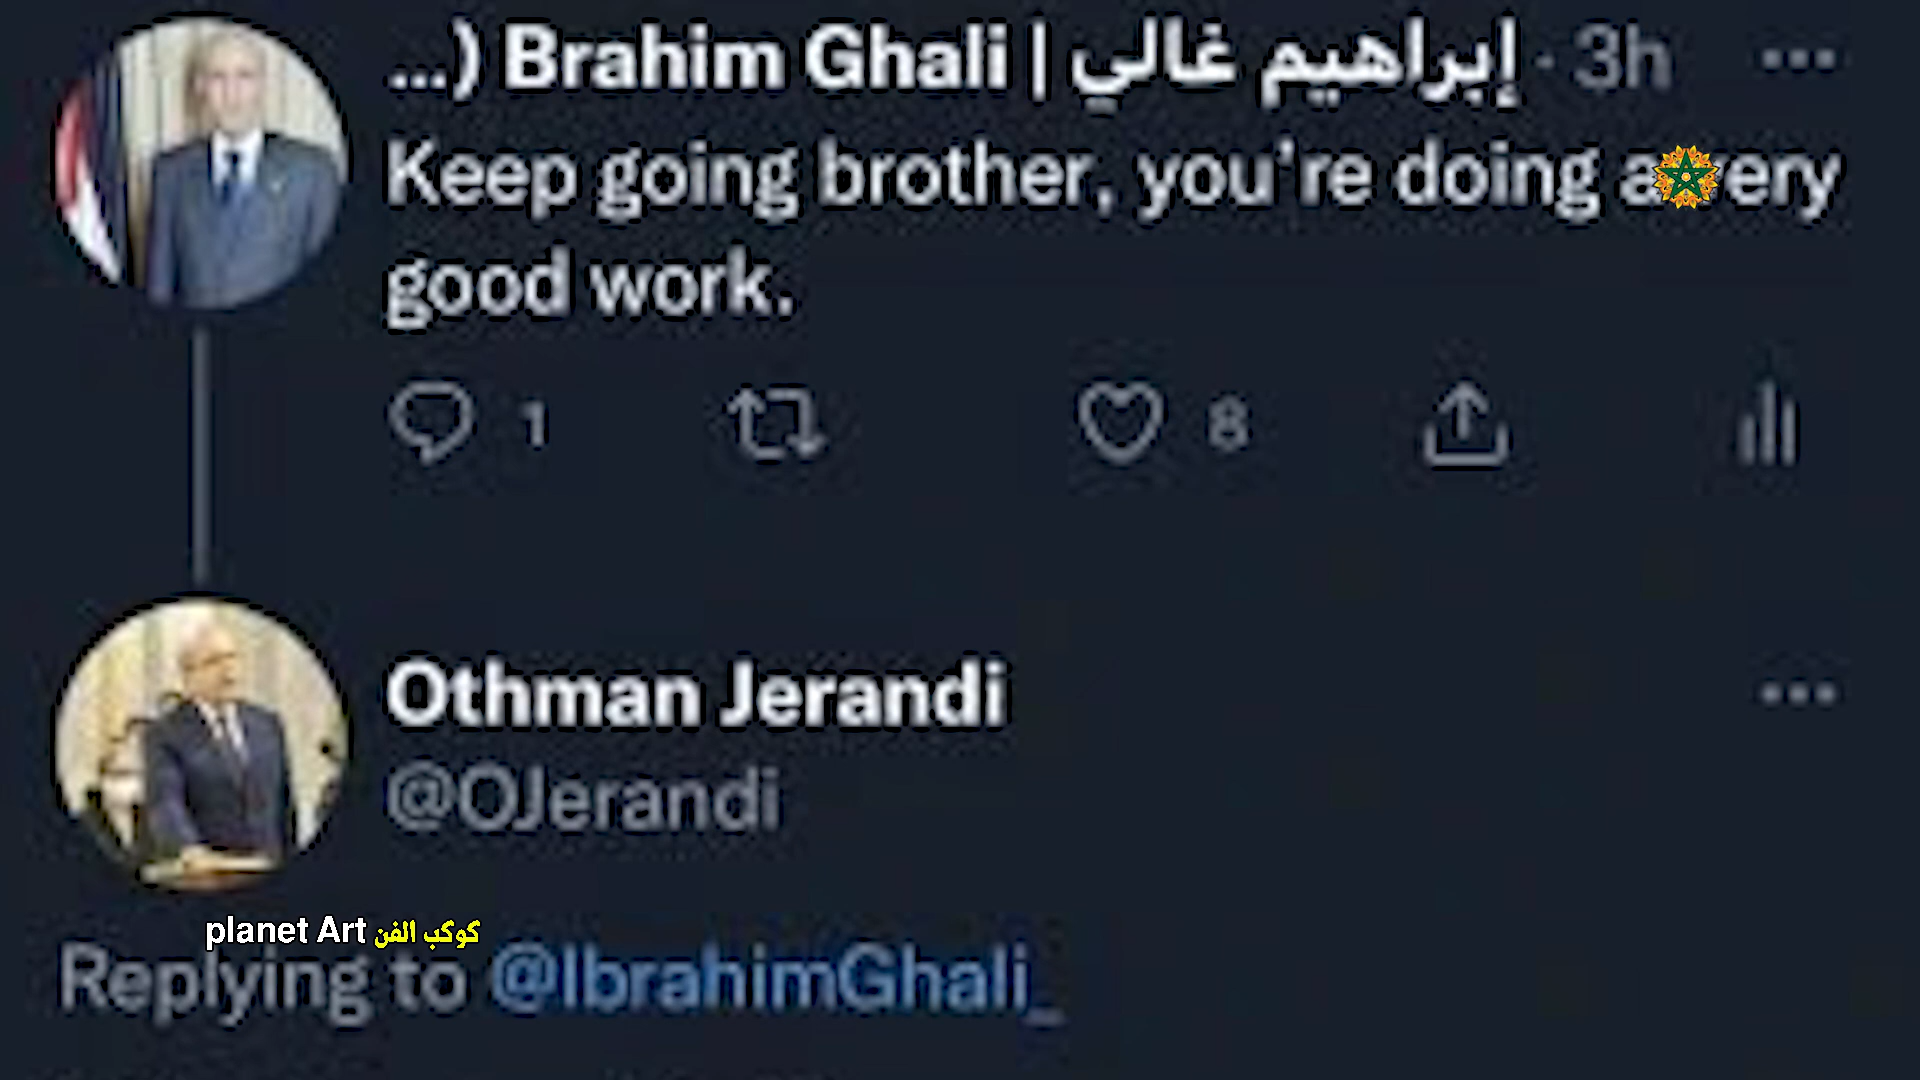 ...) Brahim Ghali | إبراهيم غالي · 3h
Keep going brother, you're doing a very
good work.
1 8
Othman Jerandi
@OJerandi
planet Art كوكب الفن
Replying to @IbrahimGhali_